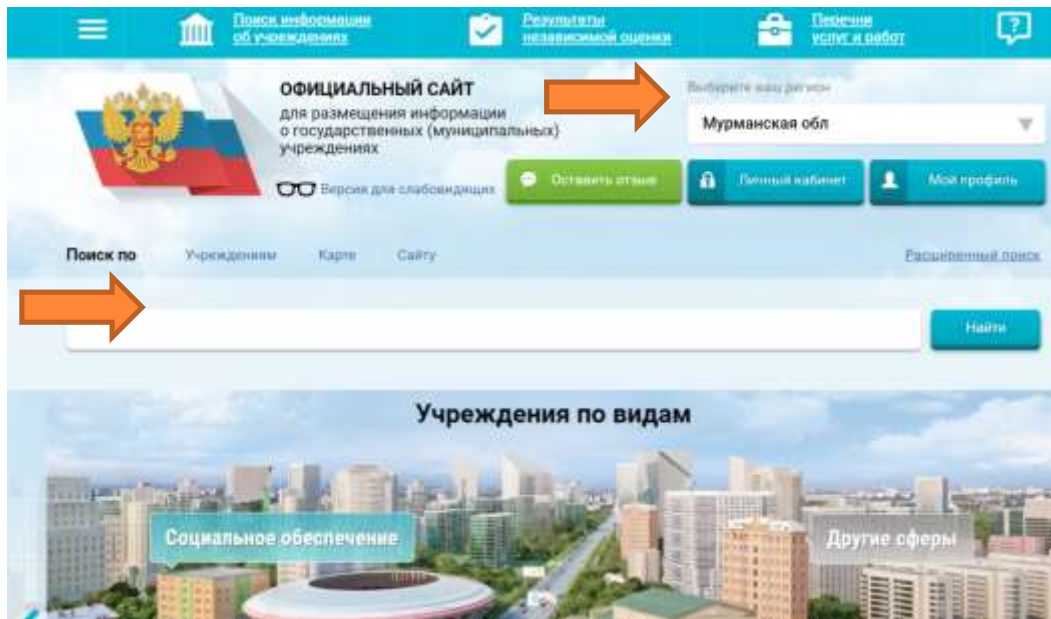 Поиск информации
об учреждениях
Результаты
независимой оценки
Перечни
услуг и работ
ОФИЦИАЛЬНЫЙ САЙТ
для размещения информации
о государственных (муниципальных)
учреждениях
Версия для слабовидящих
Выберите ваш регион
Мурманская обл
Оставить отзыв
Личный кабинет
Мой профиль
Поиск по
Учреждениям
Карте
Сайту
Расширенный поиск
Найти
Учреждения по видам
Социальное обеспечение
Другие сферы